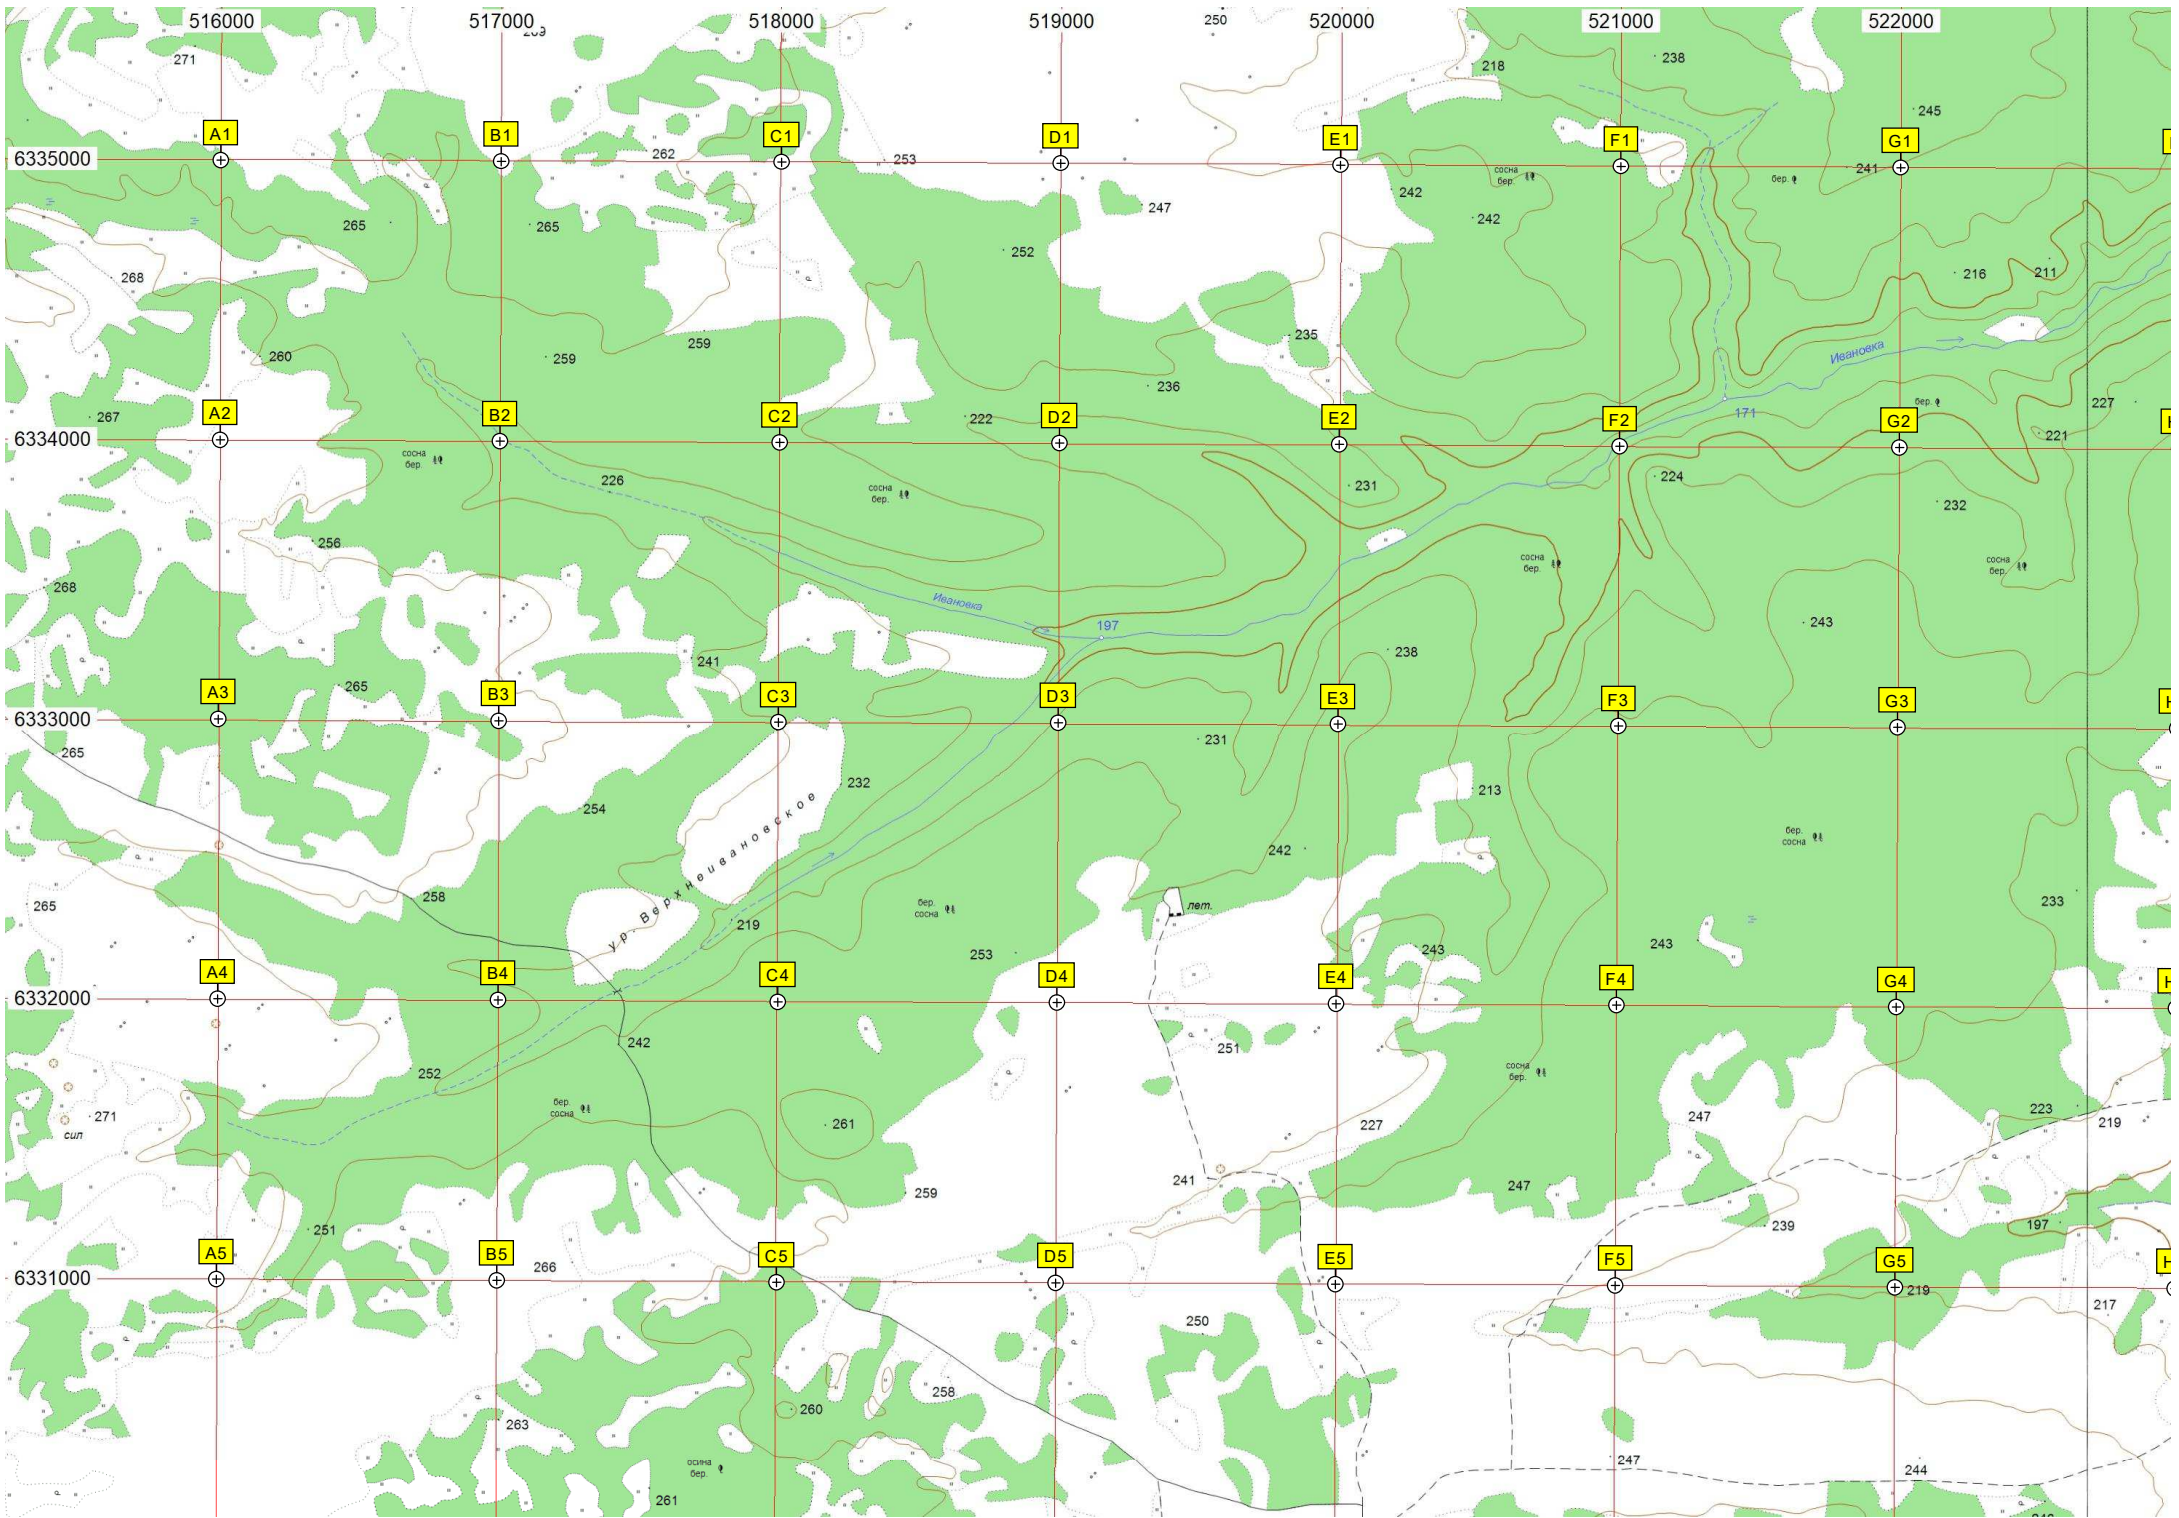 516000 517000 518000 519000 520000 521000 522000
250
271
218
238
245
A1 B1 C1 D1 E1 F1 G1
6335000
262
253
241
сосна
бер.
бер.
242
242
247
265
265
252
268
216
211
235
260
259
259
Ивановка
236
171
бер.
227
267
A2 B2 C2 D2 E2 F2 G2
222
221
6334000
сосна
бер.
226
сосна
бер.
231
224
232
256
сосна
бер.
сосна
бер.
268
Ивановка
197
243
241
238
265
A3 B3 C3 D3 E3 F3 G3
6333000
265
231
232
213
254
ур. Верхнеивановское
242
бер.
сосна
258
265
бер.
сосна
лет.
233
219
253
243
243
A4 B4 C4 D4 E4 F4 G4
6332000
242
251
252
сосна
бер.
271
сил
бер.
сосна
261
227
247
223
219
241
247
259
251
239
197
A5 B5 C5 D5 E5 F5 G5
266
6331000
219
217
250
258
260
263
осина
бер.
247
244
261